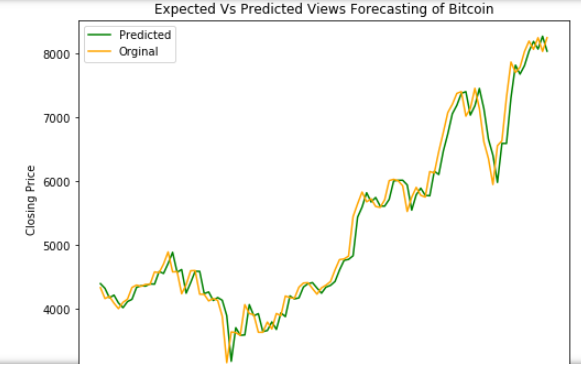 Expected Vs Predicted Views Forecasting of Bitcoin
Predicted
Orginal
8000
7000
6000
5000
4000
Closing Price